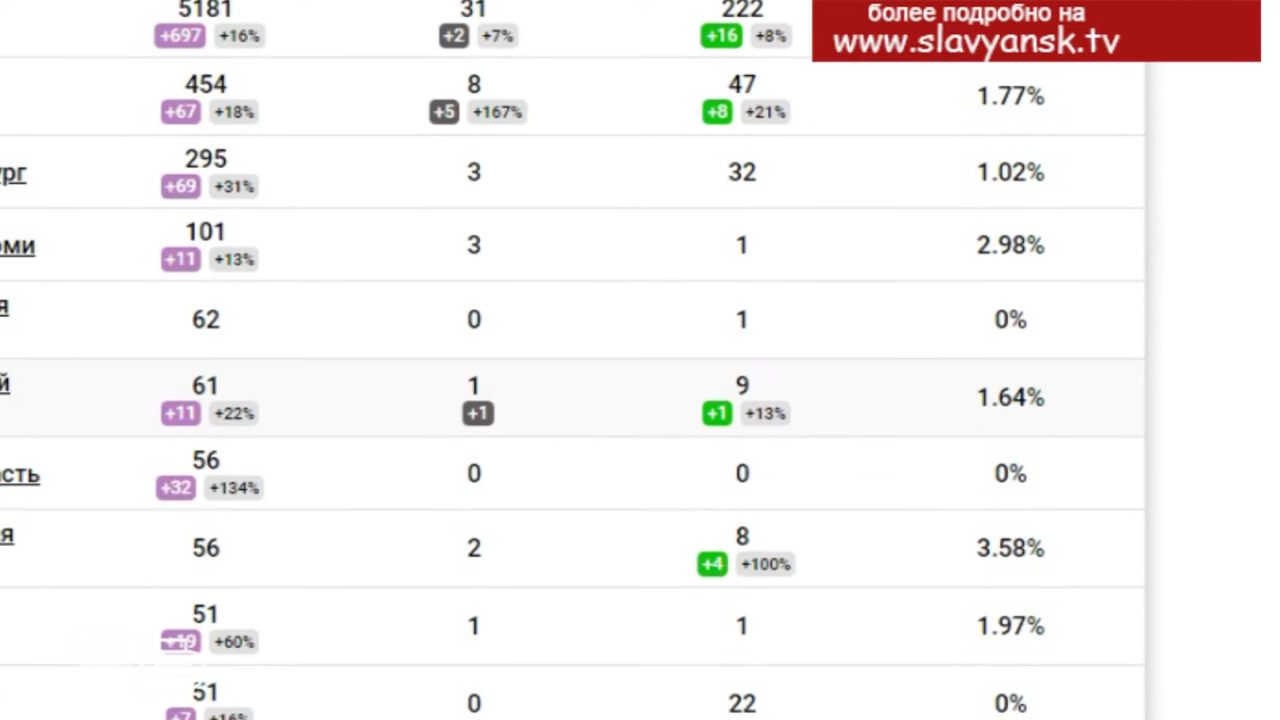 5181 31 222
+697 +16% +2 +7% +16 +8%
более подробно на
www.slavyansk.tv
454 8 47 1.77%
+67 +18% +5 +167% +8 +21%
ург 295 3 32 1.02%
+69 +31%
оми 101 3 1 2.98%
+11 +13%
я 62 0 1 0%
й 61 1 9 1.64%
+11 +22% +1 +1 +13%
асть 56 0 0 0%
+32 +134%
я 56 2 8 3.58%
+4 +100%
51 1 1 1.97%
+19 +60%
51 0 22 0%
+7 +16%